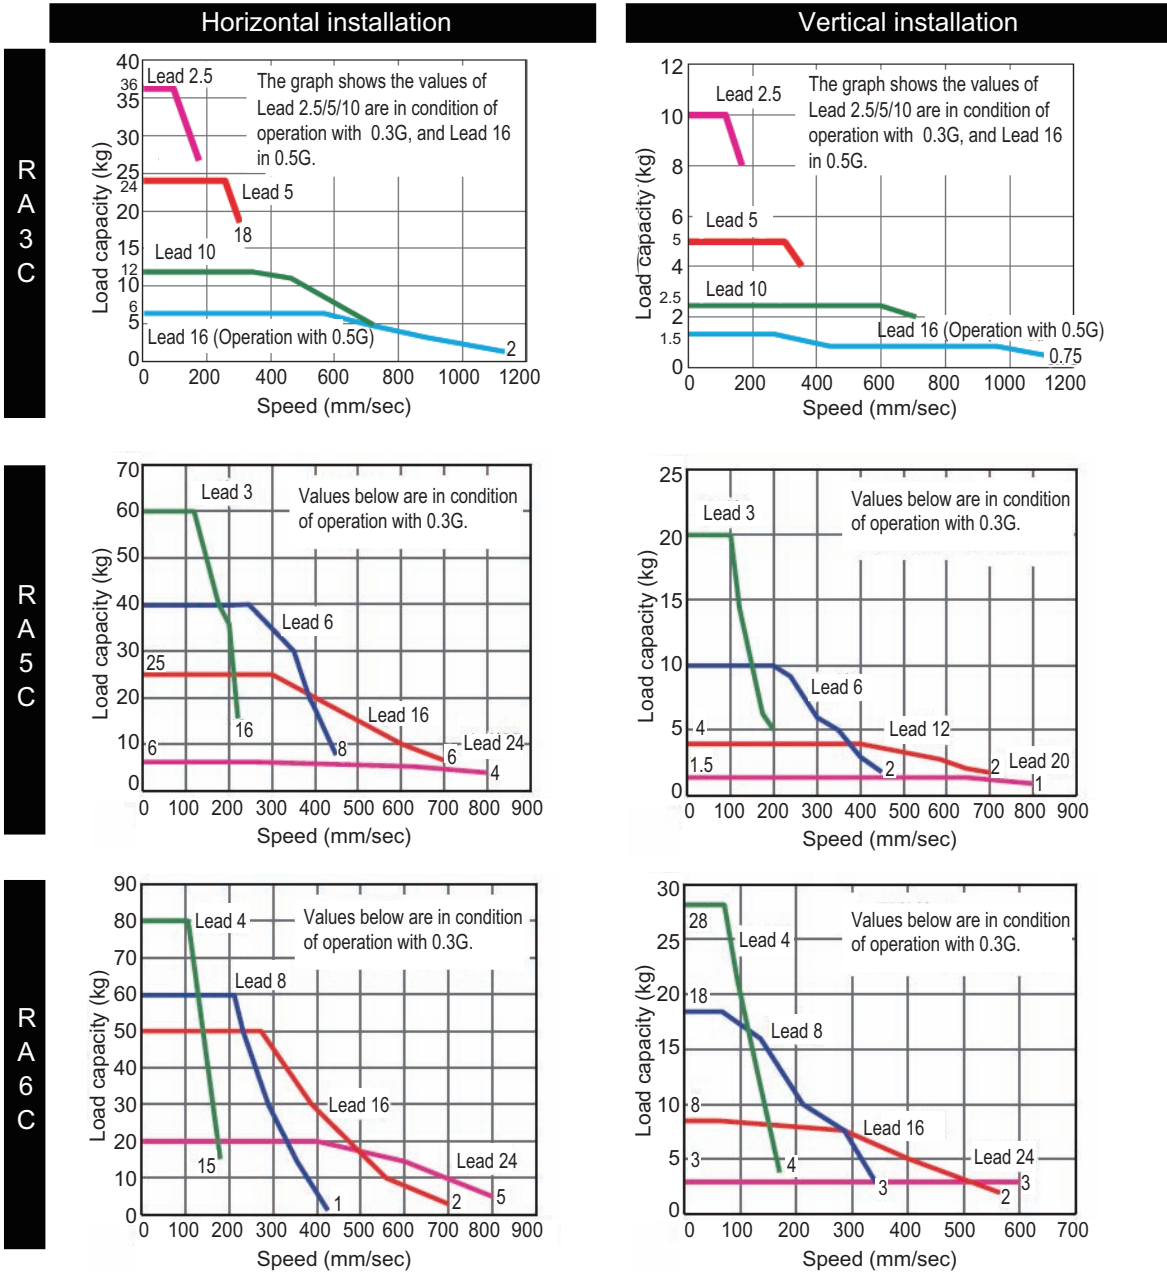 Horizontal installation
Vertical installation
R
A
3
C
40
36
35
30
25
24
20
15
12
10
6
5
0
Load capacity (kg)
Lead 2.5
The graph shows the values of
Lead 2.5/5/10 are in condition of
operation with 0.3G, and Lead 16
in 0.5G.
Lead 5
18
Lead 10
Lead 16 (Operation with 0.5G)
2
0 200 400 600 800 1000 1200
Speed (mm/sec)
12
10
8
6
5
4
2.5
2
1.5
0
Load capacity (kg)
Lead 2.5
The graph shows the values of
Lead 2.5/5/10 are in condition of
operation with 0.3G, and Lead 16
in 0.5G.
Lead 5
Lead 10
Lead 16 (Operation with 0.5G)
0.75
0 200 400 600 800 1000 1200
Speed (mm/sec)
R
A
5
C
70
60
50
40
30
20
10
0
Load capacity (kg)
Lead 3
Values below are in condition
of operation with 0.3G.
Lead 6
25
Lead 16
16
6
8
6
Lead 24
4
0 100 200 300 400 500 600 700 800 900
Speed (mm/sec)
25
20
15
10
5
0
Load capacity (kg)
Lead 3
Values below are in condition
of operation with 0.3G.
Lead 6
4
Lead 12
1.5
2
2
Lead 20
1
0 100 200 300 400 500 600 700 800 900
Speed (mm/sec)
R
A
6
C
90
80
70
60
50
40
30
20
10
0
Load capacity (kg)
Lead 4
Values below are in condition
of operation with 0.3G.
Lead 8
Lead 16
15
Lead 24
1
2
5
0 100 200 300 400 500 600 700 800 900
Speed (mm/sec)
30
25
20
15
10
5
0
Load capacity (kg)
28
Lead 4
Values below are in condition
of operation with 0.3G.
18
Lead 8
8
Lead 16
3
4
Lead 24
3
2
3
0 100 200 300 400 500 600 700
Speed (mm/sec)